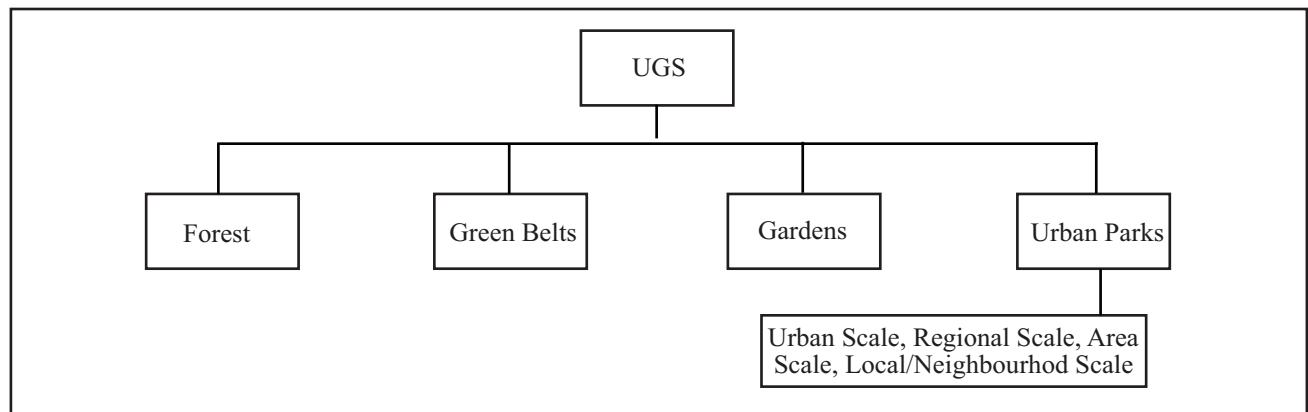 UGS
Forest
Green Belts
Gardens
Urban Parks
Urban Scale, Regional Scale, Area
Scale, Local/Neighbourhod Scale